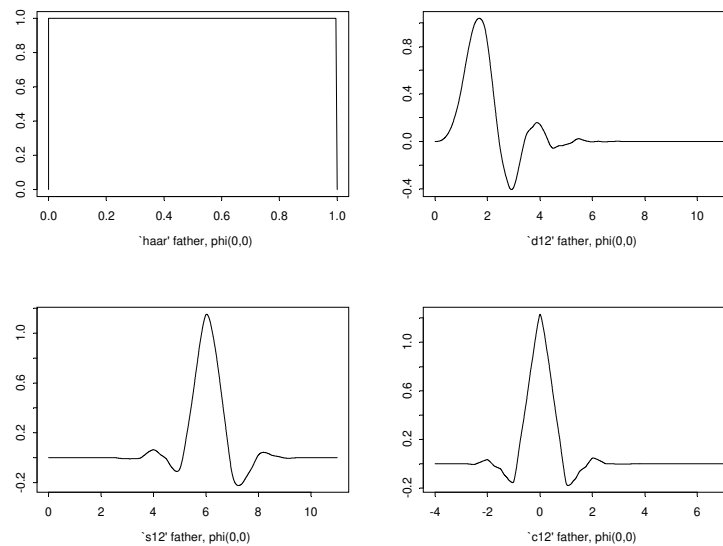 1.0
0.8
0.6
0.4
0.2
0.0
0.0 0.2 0.4 0.6 0.8 1.0
`haar' father, phi(0,0)
0.8
0.4
0.0
-0.4
0 2 4 6 8 10
`d12' father, phi(0,0)
1.0
0.6
0.2
-0.2
0 2 4 6 8 10
`s12' father, phi(0,0)
1.0
0.6
0.2
-0.2
-4 -2 0 2 4 6
`c12' father, phi(0,0)